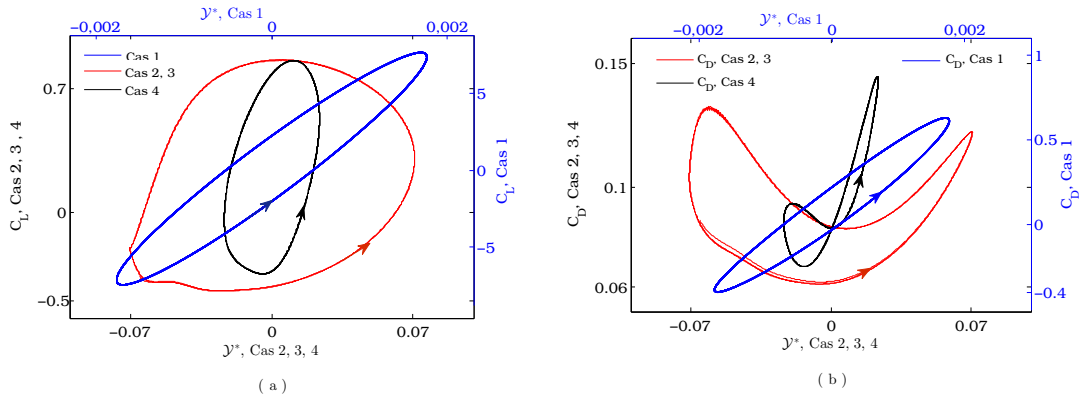 𝒴*, Cas 1
-0.002 0 0.002
Cas 1
Cas 2, 3
Cas 4
0.7
0
-0.5
C_L, Cas 2, 3 , 4
5
0
-5
C_L, Cas 1
-0.07 0 0.07
𝒴*, Cas 2, 3, 4
( a )
𝒴*, Cas 1
-0.002 0 0.002
C_D, Cas 2, 3
C_D, Cas 4
C_D, Cas 1
0.15
0.1
0.06
C_D, Cas 2, 3, 4
1
0.5
0
-0.4
C_D, Cas 1
-0.07 0 0.07
𝒴*, Cas 2, 3, 4
( b )